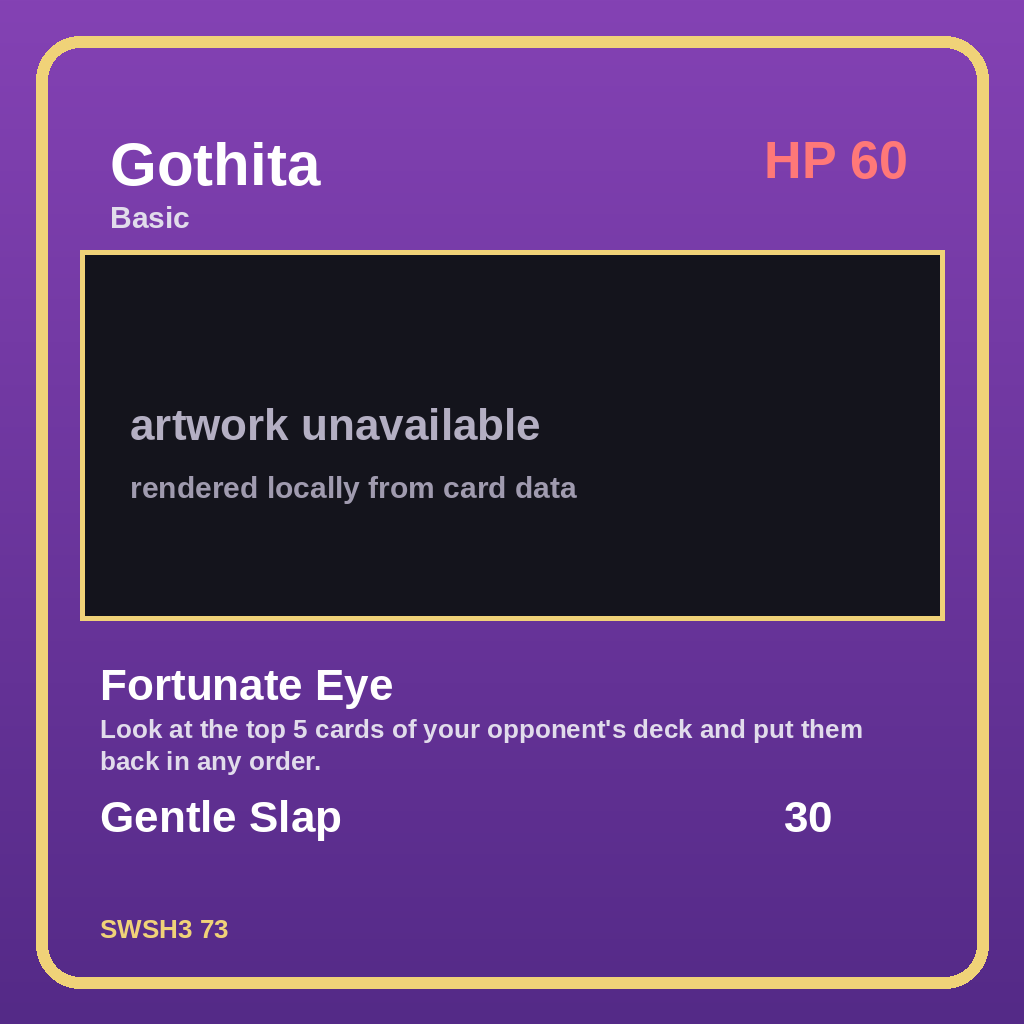 Gothita
HP 60
Basic
artwork unavailable
rendered locally from card data
Fortunate Eye
Look at the top 5 cards of your opponent's deck and put them
back in any order.
Gentle Slap 30
SWSH3 73